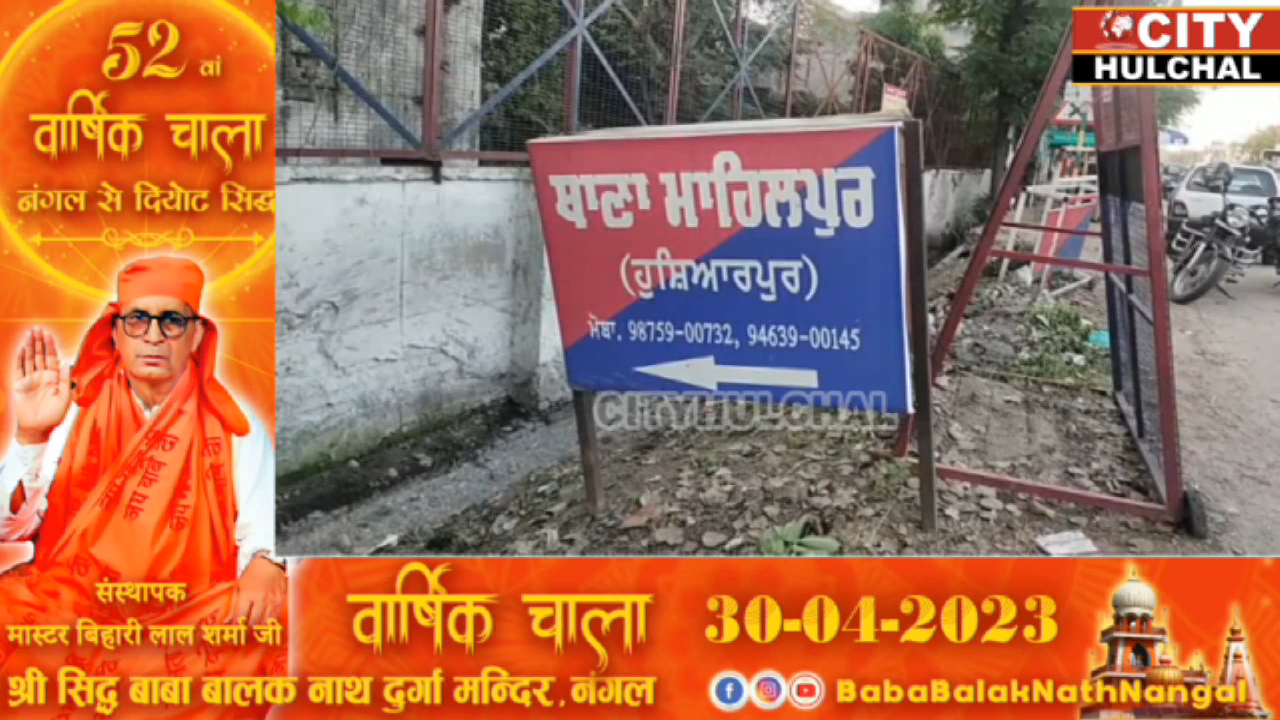 52 वां
वार्षिक चाला
नंगल से दियोट सिद्ध
CITY
HULCHAL
ਥਾਣਾ ਮਾਹਿਲਪੁਰ
(ਹੁਸ਼ਿਆਰਪੁਰ)
ਮੋਬਾ. 98759-00732, 94639-00145
CITYHULCHAL
संस्थापक
मास्टर बिहारी लाल शर्मा जी
श्री सिद्ध बाबा बालक नाथ दुर्गा मन्दिर, नंगल
वार्षिक चाला 30-04-2023
BabaBalakNathNangal